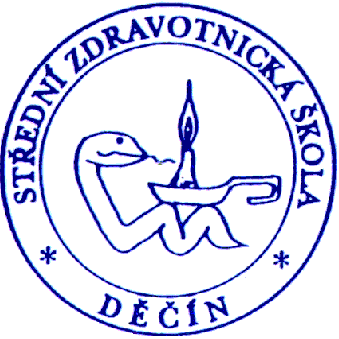 STŘEDNÍ ZDRAVOTNICKÁ ŠKOLA
* DĚČÍN *